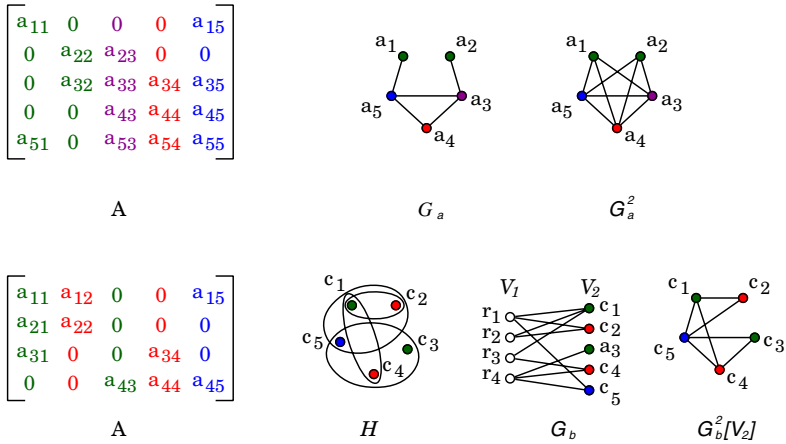 a11 0 0 0 a15
0 a22 a23 0 0
0 a32 a33 a34 a35
0 0 a43 a44 a45
a51 0 a53 a54 a55
A
a1 a2
a5 a3
a4
Ga
a1 a2
a5 a3
a4
Ga2
a11 a12 0 0 a15
a21 a22 0 0 0
a31 0 0 a34 0
0 0 a43 a44 a45
A
c1 c2
c5 c3
c4
H
V1 V2
r1 c1
r2 c2
r3 a3
r4 c4
c5
Gb
c1 c2
c5 c3
c4
Gb2[V2]